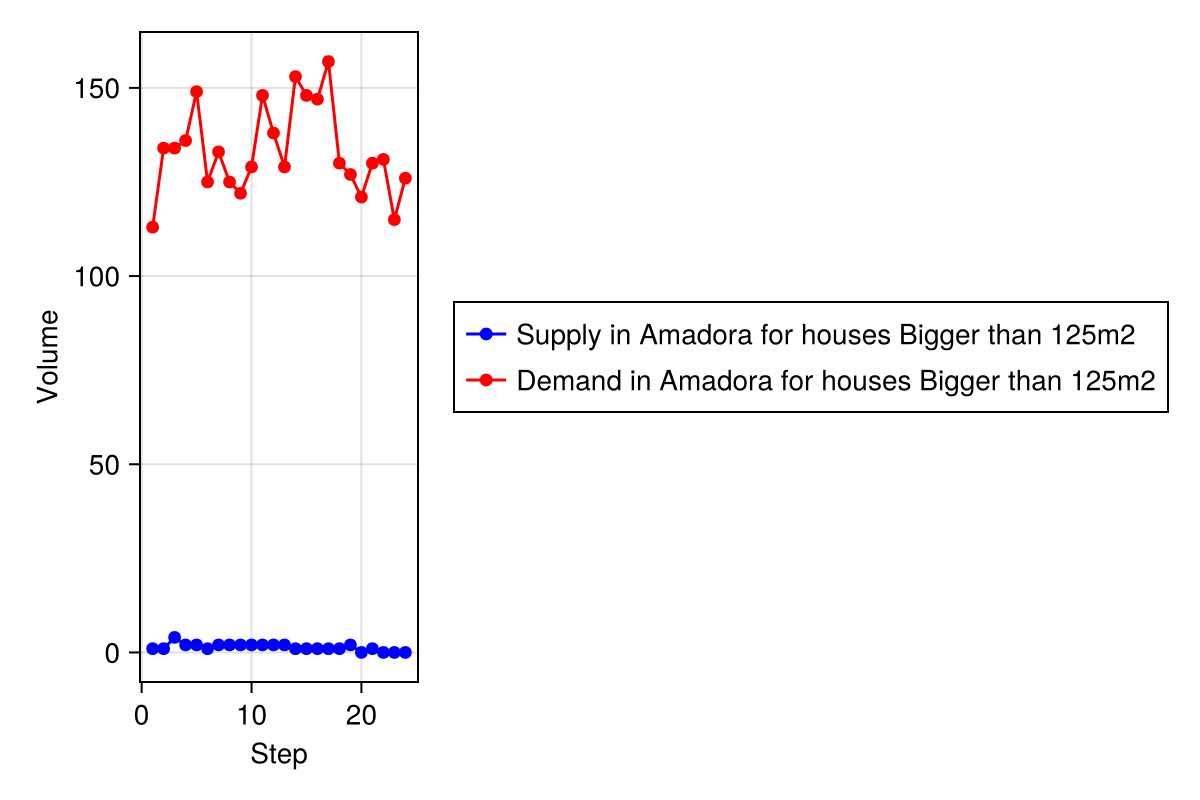 150
100
50
0
Volume
0 10 20
Step
Supply in Amadora for houses Bigger than 125m2
Demand in Amadora for houses Bigger than 125m2